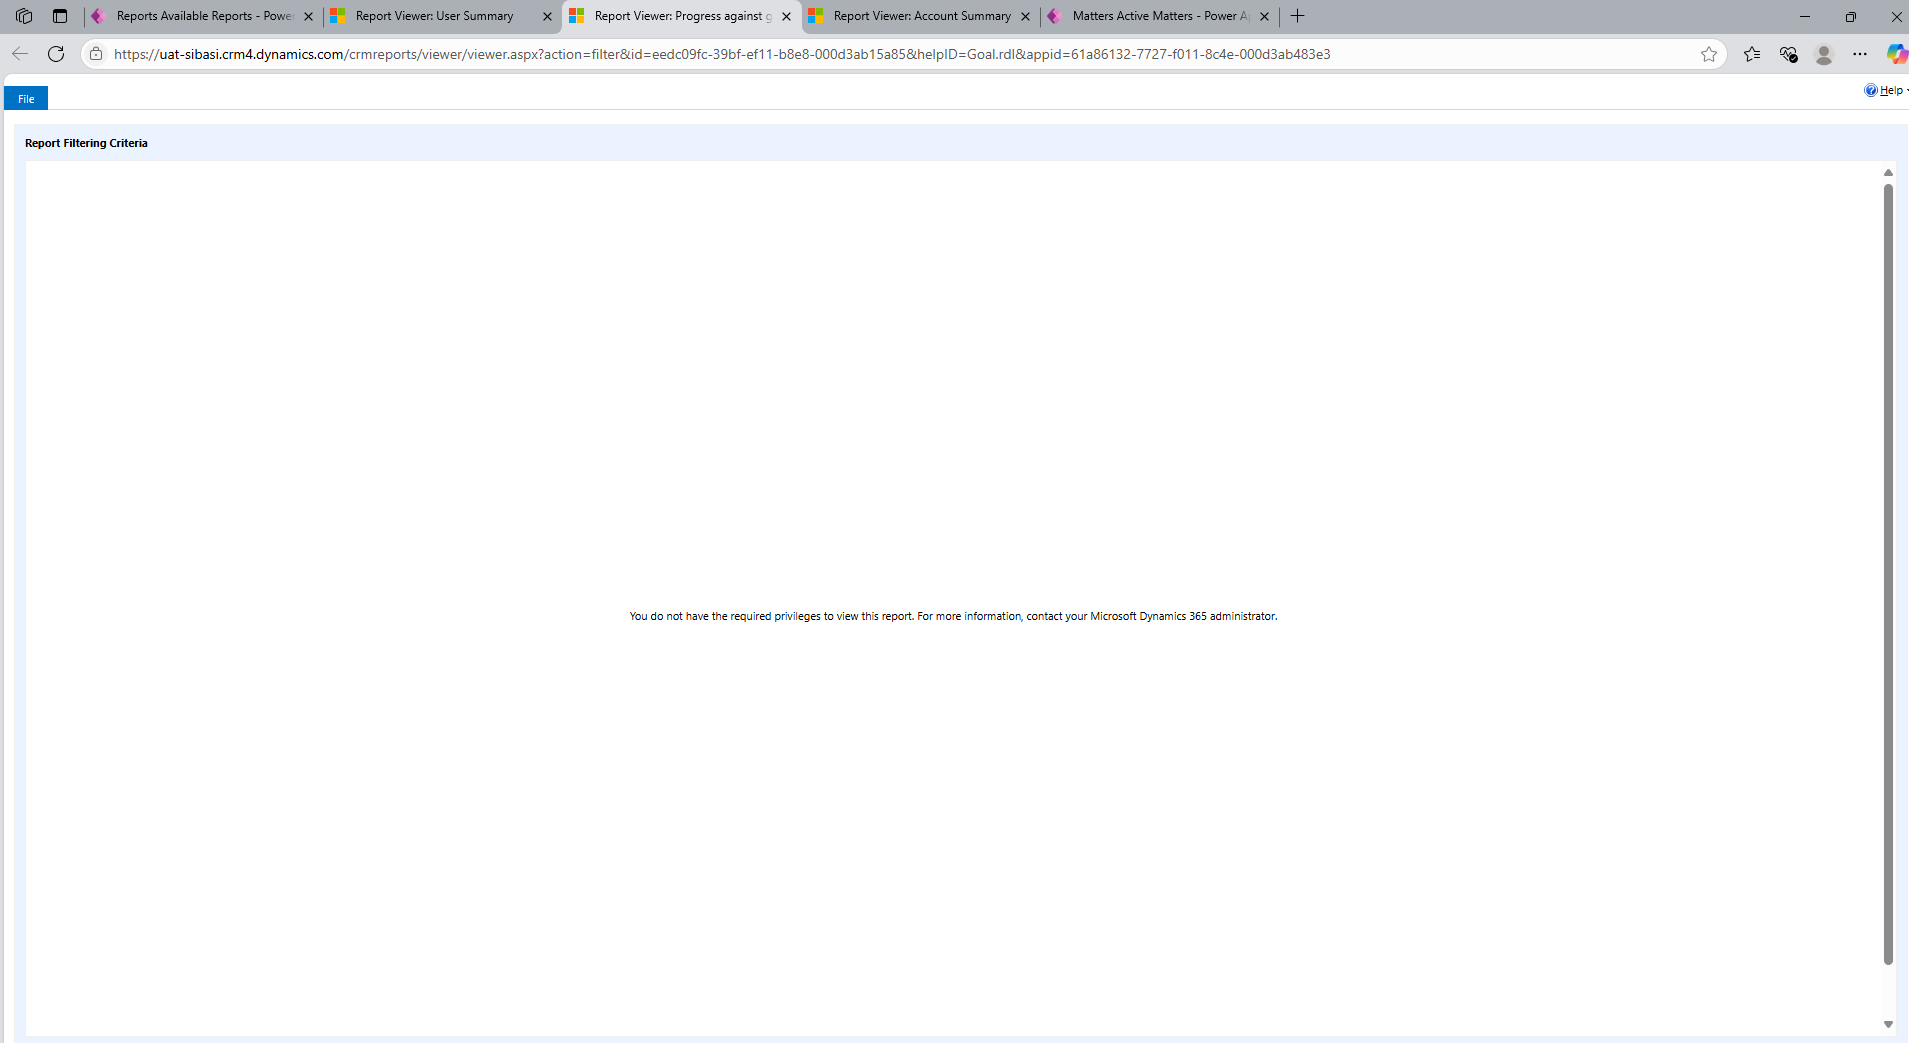 Reports Available Reports - Power
Report Viewer: User Summary
Report Viewer: Progress against g
Report Viewer: Account Summary
Matters Active Matters - Power A
https://uat-sibasi.crm4.dynamics.com/crmreports/viewer/viewer.aspx?action=filter&id=eedc09fc-39bf-ef11-b8e8-000d3ab15a85&helpID=Goal.rdl&appid=61a86132-7727-f011-8c4e-000d3ab483e3
File
Help
Report Filtering Criteria
You do not have the required privileges to view this report. For more information, contact your Microsoft Dynamics 365 administrator.